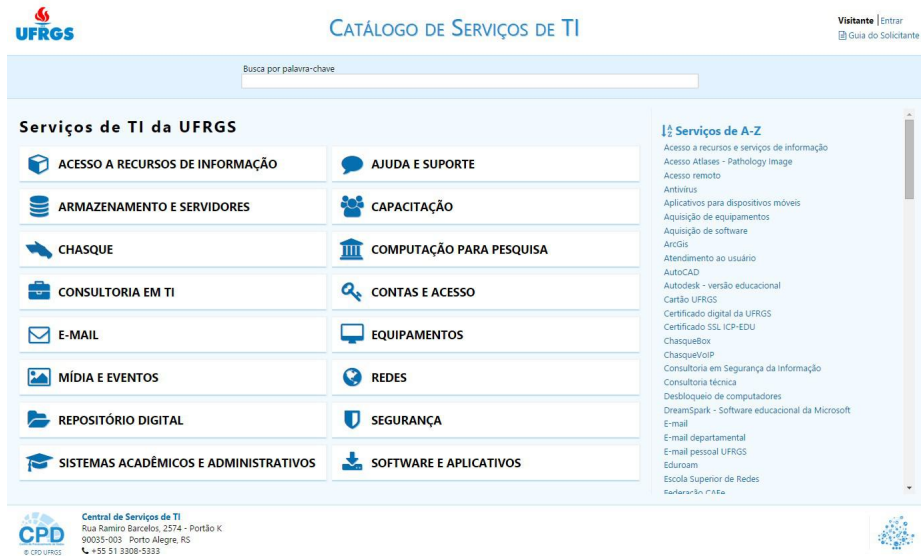 UFRGS
CATÁLOGO DE SERVIÇOS DE TI
Visitante | Entrar
Guia do Solicitante
Busca por palavra-chave
Serviços de TI da UFRGS
ACESSO A RECURSOS DE INFORMAÇÃO
AJUDA E SUPORTE
ARMAZENAMENTO E SERVIDORES
CAPACITAÇÃO
CHASQUE
COMPUTAÇÃO PARA PESQUISA
CONSULTORIA EM TI
CONTAS E ACESSO
E-MAIL
EQUIPAMENTOS
MÍDIA E EVENTOS
REDES
REPOSITÓRIO DIGITAL
SEGURANÇA
SISTEMAS ACADÊMICOS E ADMINISTRATIVOS
SOFTWARE E APLICATIVOS
Serviços de A-Z
Acesso a recursos e serviços de informação
Acesso Atlases - Pathology Image
Acesso remoto
Antivirus
Aplicativos para dispositivos móveis
Aquisição de equipamentos
Aquisição de software
ArcGis
Atendimento ao usuário
AutoCAD
Autodesk - versão educacional
Cartão UFRGS
Certificado digital da UFRGS
Certificado SSL ICP-EDU
ChasqueBox
ChasqueVoIP
Consultoria em Segurança da Informação
Consultoria técnica
Desbloqueio de computadores
DreamSpark - Software educacional da Microsoft
E-mail
E-mail departamental
E-mail pessoal UFRGS
Eduroam
Escola Superior de Redes
Federação CAFe
CPD
© CPD UFRGS
Central de Serviços de TI
Rua Ramiro Barcelos, 2574 - Portão K
90035-003 Porto Alegre, RS
+55 51 3308-5333